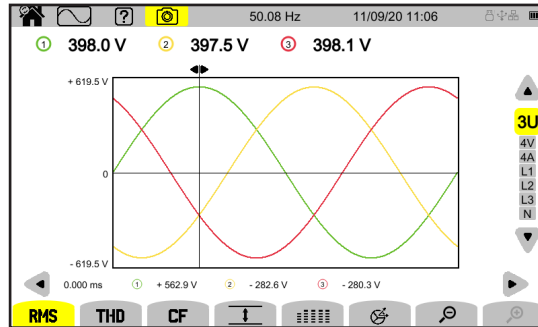 ? 50.08 Hz 11/09/20 11:06
1 398.0 V 2 397.5 V 3 398.1 V
+ 619.5 V
0
- 619.5 V
3U
4V
4A
L1
L2
L3
N
0.000 ms 1 + 562.9 V 2 - 282.6 V 3 - 280.3 V
RMS THD CF